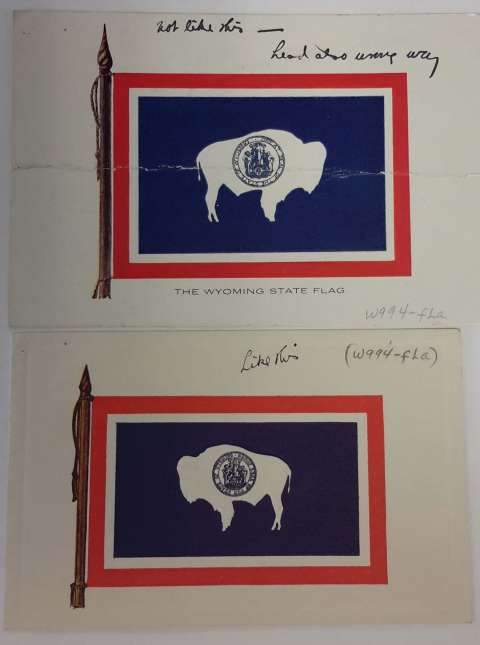 not like this —
head also wrong way
THE WYOMING STATE FLAG
W994-fLa
Like this
(W994-fLa)